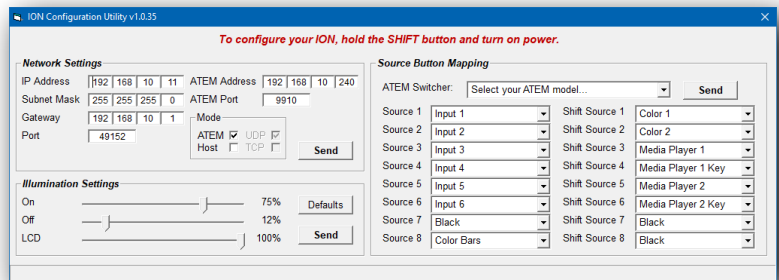 ION Configuration Utility v1.0.35
To configure your ION, hold the SHIFT button and turn on power.
Network Settings
IP Address 192 168 10 11 ATEM Address 192 168 10 240
Subnet Mask 255 255 255 0 ATEM Port 9910
Gateway 192 168 10 1 Mode
Port 49152 ATEM UDP
Host TCP Send
Illumination Settings
On 75% Defaults
Off 12%
LCD 100% Send
Source Button Mapping
ATEM Switcher: Select your ATEM model... Send
Source 1 Input 1 Shift Source 1 Color 1
Source 2 Input 2 Shift Source 2 Color 2
Source 3 Input 3 Shift Source 3 Media Player 1
Source 4 Input 4 Shift Source 4 Media Player 1 Key
Source 5 Input 5 Shift Source 5 Media Player 2
Source 6 Input 6 Shift Source 6 Media Player 2 Key
Source 7 Black Shift Source 7 Black
Source 8 Color Bars Shift Source 8 Black